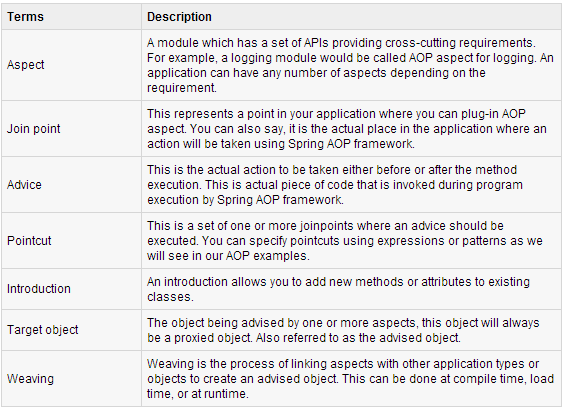 Terms Description
Aspect
A module which has a set of APIs providing cross-cutting requirements.
For example, a logging module would be called AOP aspect for logging. An
application can have any number of aspects depending on the
requirement.
Join point
This represents a point in your application where you can plug-in AOP
aspect. You can also say, it is the actual place in the application where an
action will be taken using Spring AOP framework.
Advice
This is the actual action to be taken either before or after the method
execution. This is actual piece of code that is invoked during program
execution by Spring AOP framework.
Pointcut
This is a set of one or more joinpoints where an advice should be
executed. You can specify pointcuts using expressions or patterns as we
will see in our AOP examples.
Introduction
An introduction allows you to add new methods or attributes to existing
classes.
Target object
The object being advised by one or more aspects, this object will always
be a proxied object. Also referred to as the advised object.
Weaving
Weaving is the process of linking aspects with other application types or
objects to create an advised object. This can be done at compile time, load
time, or at runtime.